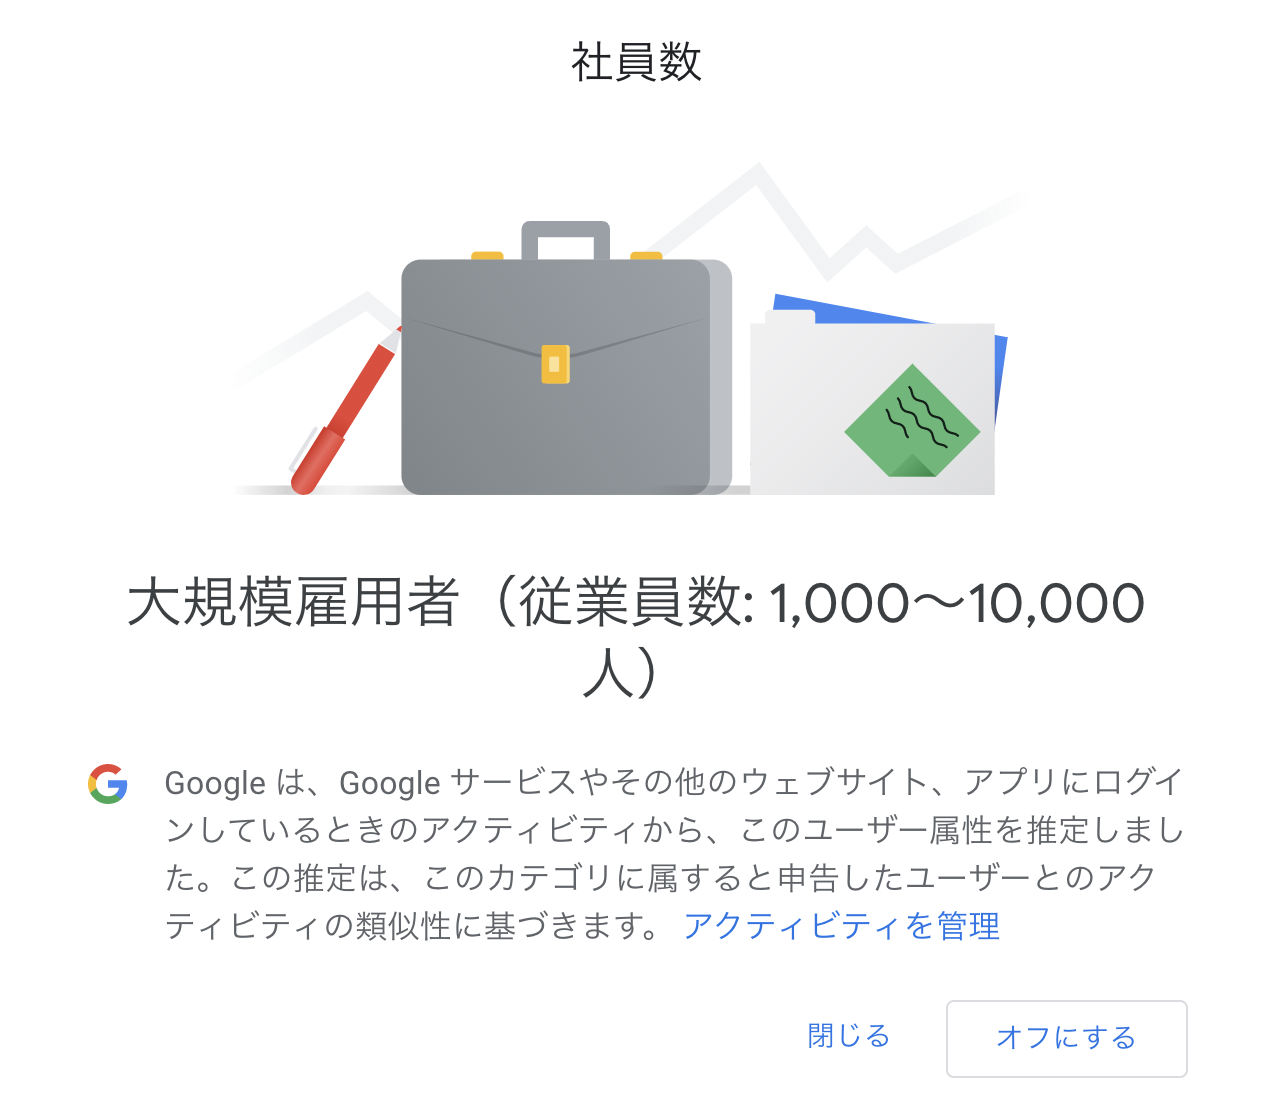 社員数
大規模雇用者（従業員数: 1,000～10,000
人）
Google は、Google サービスやその他のウェブサイト、アプリにログイ
ンしているときのアクティビティから、このユーザー属性を推定しまし
た。この推定は、このカテゴリに属すると申告したユーザーとのアク
ティビティの類似性に基づきます。 アクティビティを管理
閉じる
オフにする